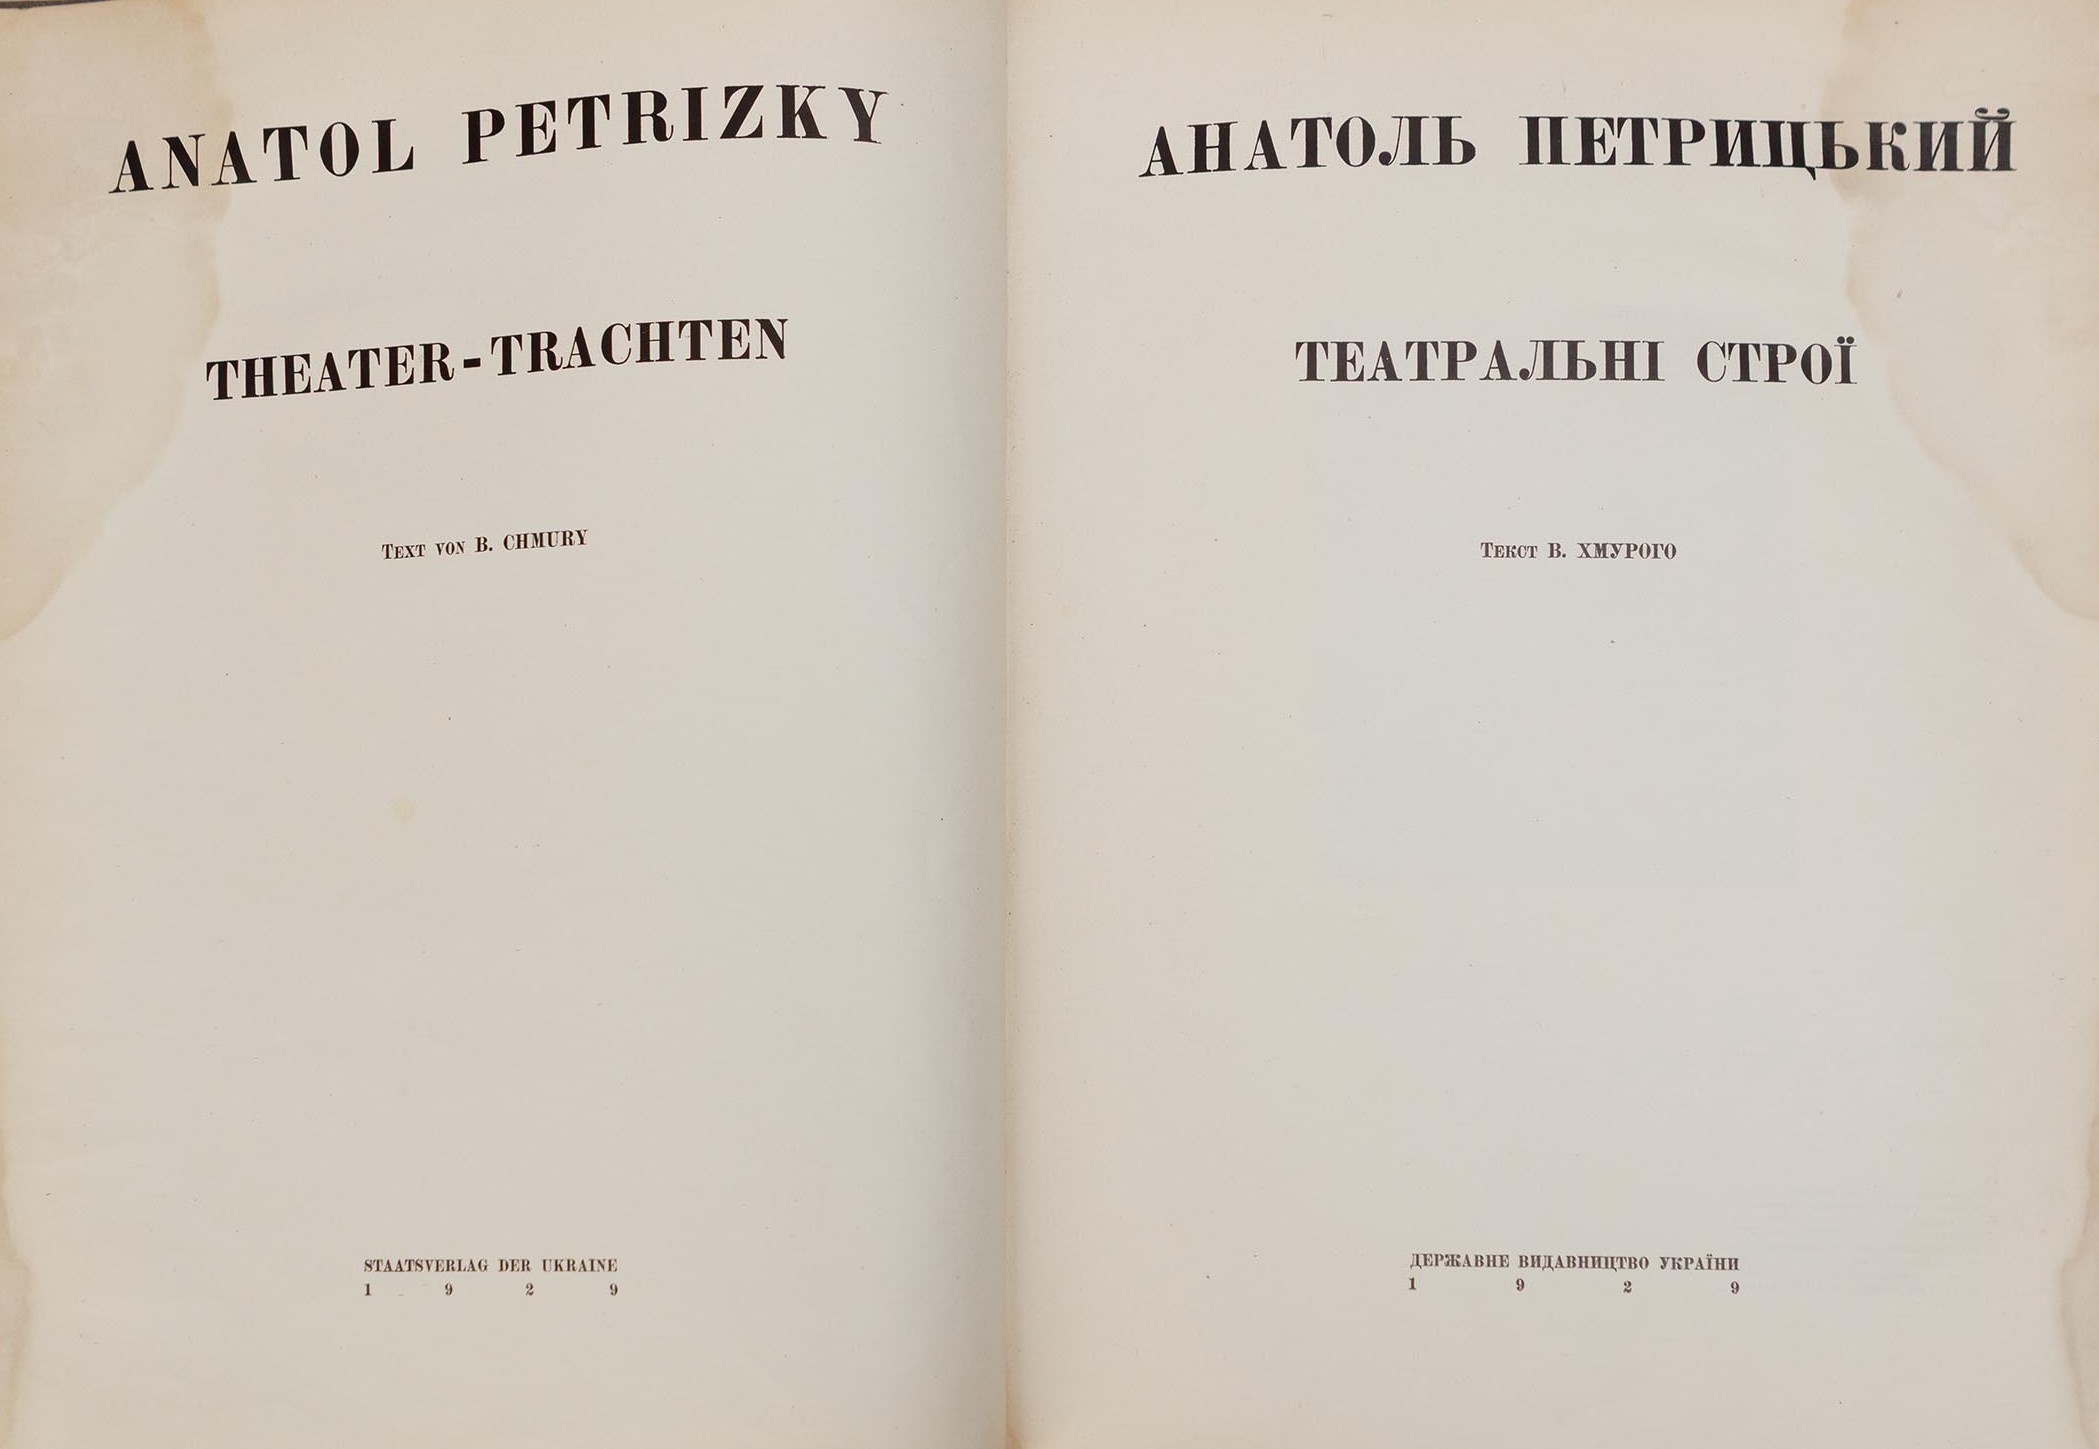 ANATOL PETRIZKY
THEATER-TRACHTEN
TEXT VON B. CHMURY
STAATSVERLAG DER UKRAINE
1 9 2 9
АНАТОЛЬ ПЕТРИЦЬКИЙ
ТЕАТРАЛЬНІ СТРОЇ
ТЕКСТ В. ХМУРОГО
ДЕРЖАВНЕ ВИДАВНИЦТВО УКРАЇНИ
1 9 2 9